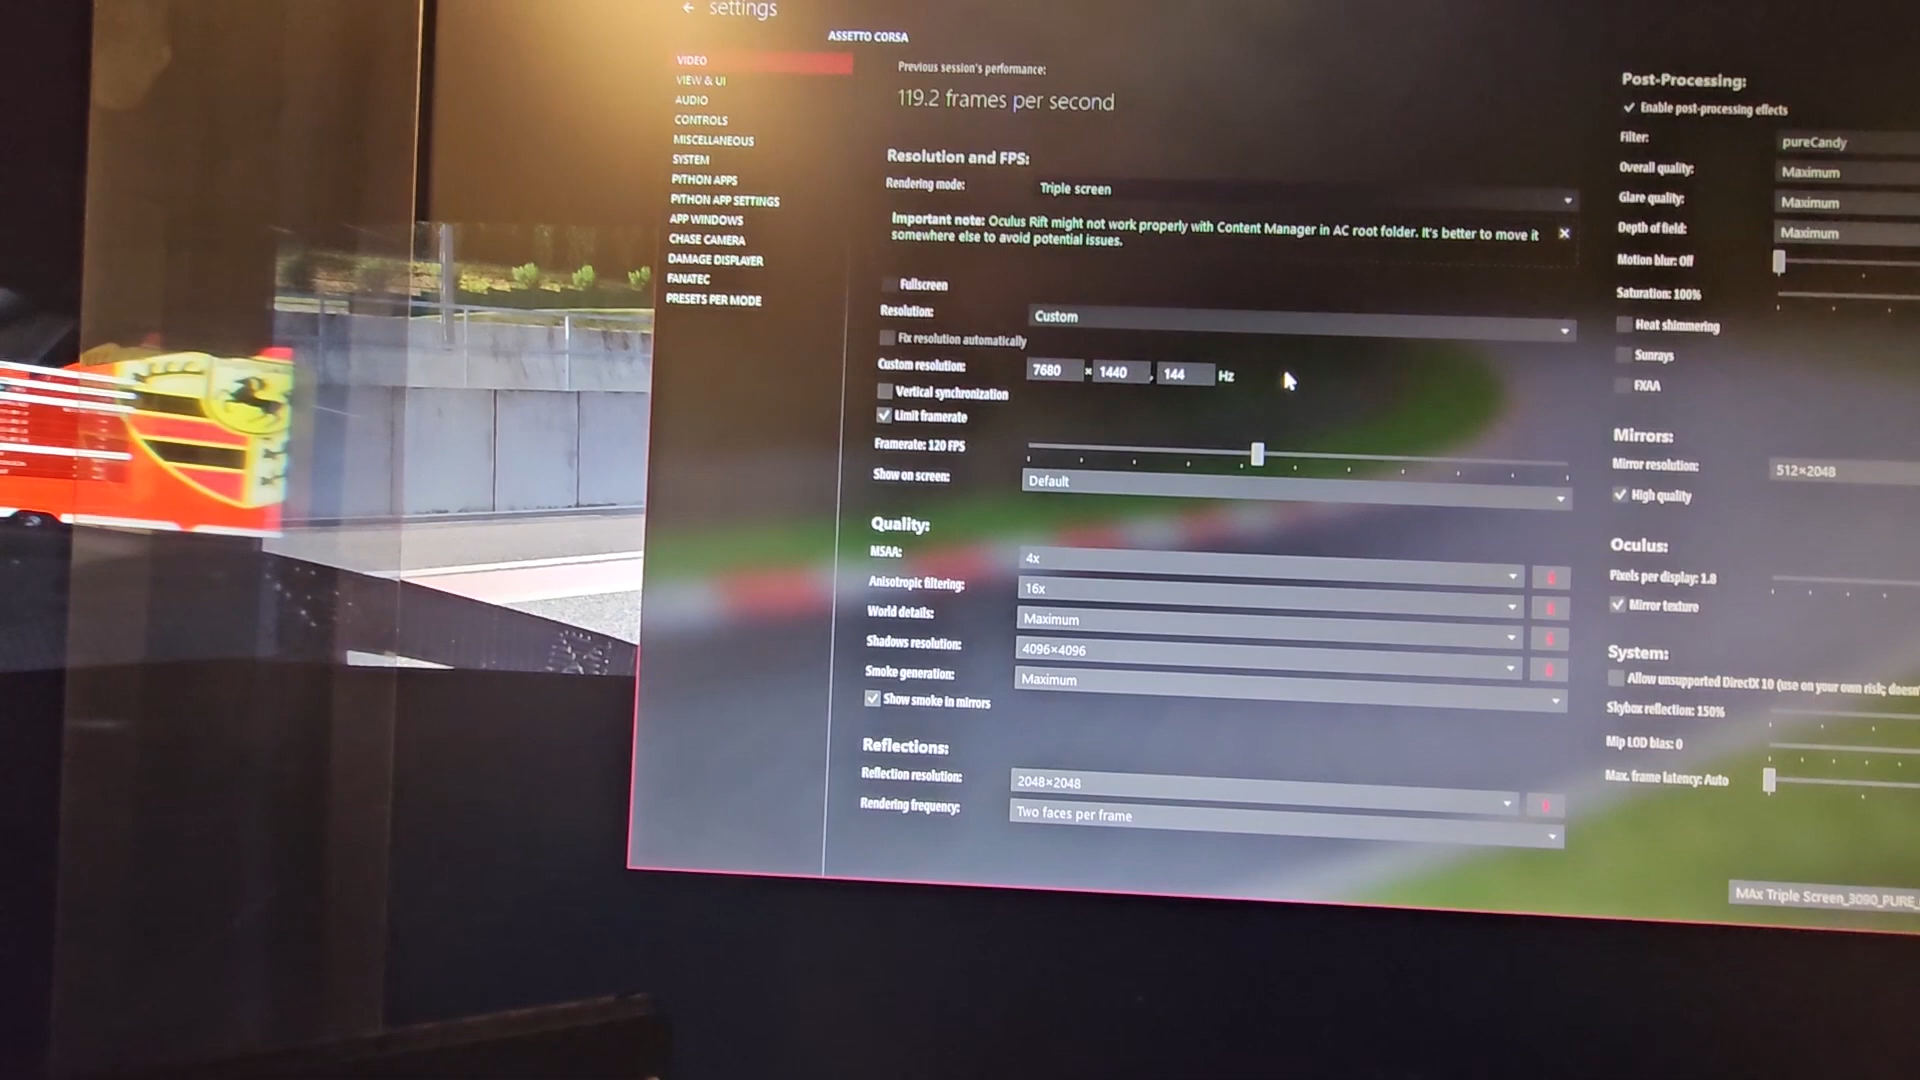 ← settings
ASSETTO CORSA
VIDEO
VIEW & UI
AUDIO
CONTROLS
MISCELLANEOUS
SYSTEM
PYTHON APPS
PYTHON APP SETTINGS
APP WINDOWS
CHASE CAMERA
DAMAGE DISPLAYER
FANATEC
PRESETS PER MODE
Previous session's performance:
119.2 frames per second
Resolution and FPS:
Rendering mode: Triple screen
Important note: Oculus Rift might not work properly with Content Manager in AC root folder. It's better to move it
somewhere else to avoid potential issues.
Fullscreen
Resolution: Custom
Fix resolution automatically
Custom resolution: 7680 × 1440, 144 Hz
Vertical synchronization
Limit framerate
Framerate: 120 FPS
Show on screen: Default
Quality:
MSAA: 4x
Anisotropic filtering: 16x
World details: Maximum
Shadows resolution: 4096×4096
Smoke generation: Maximum
Show smoke in mirrors
Reflections:
Reflection resolution: 2048×2048
Rendering frequency: Two faces per frame
Post-Processing:
Enable post-processing effects
Filter: pureCandy
Overall quality: Maximum
Glare quality: Maximum
Depth of field: Maximum
Motion blur: Off
Saturation: 100%
Heat shimmering
Sunrays
FXAA
Mirrors:
Mirror resolution: 512×2048
High quality
Oculus:
Pixels per display: 1.8
Mirror texture
System:
Allow unsupported DirectX 10 (use on your own risk; doesn'
Skybox reflection: 150%
Mip LOD bias: 0
Max. frame latency: Auto
MAx Triple Screen_3090_PURE_